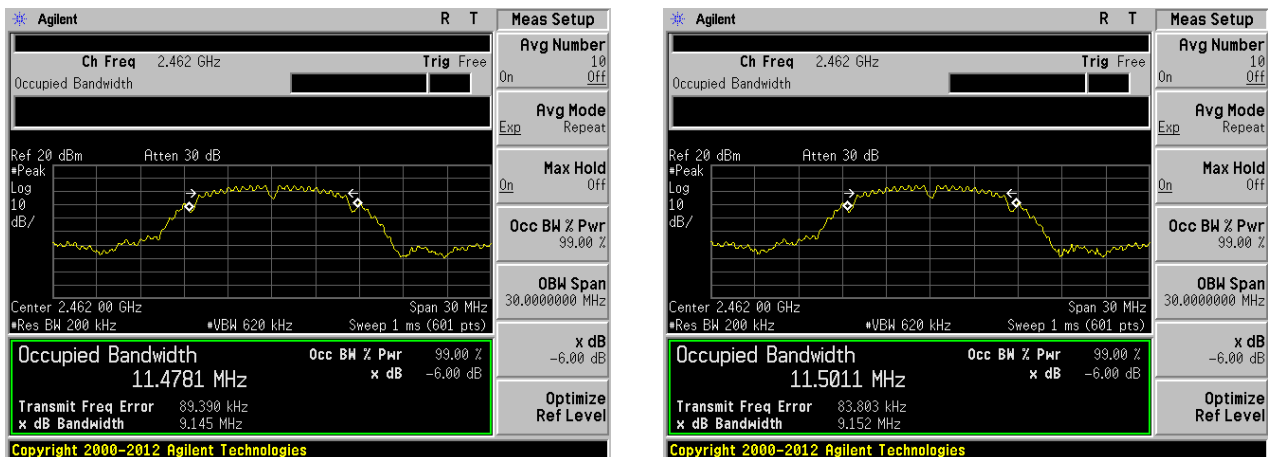 Agilent R T Meas Setup
Avg Number
10
On Off
Ch Freq 2.462 GHz Trig Free
Occupied Bandwidth
Avg Mode
Exp Repeat
Ref 20 dBm Atten 30 dB
#Peak
Log
10
dB/
Max Hold
On Off
Occ BW % Pwr
99.00 %
OBW Span
30.0000000 MHz
Center 2.462 00 GHz Span 30 MHz
#Res BW 200 kHz #VBW 620 kHz Sweep 1 ms (601 pts)
x dB
-6.00 dB
Occupied Bandwidth Occ BW % Pwr 99.00 %
11.4781 MHz x dB -6.00 dB
Transmit Freq Error 89.390 kHz
x dB Bandwidth 9.145 MHz
Optimize
Ref Level
Copyright 2000-2012 Agilent Technologies
Agilent R T Meas Setup
Avg Number
10
On Off
Ch Freq 2.462 GHz Trig Free
Occupied Bandwidth
Avg Mode
Exp Repeat
Ref 20 dBm Atten 30 dB
#Peak
Log
10
dB/
Max Hold
On Off
Occ BW % Pwr
99.00 %
OBW Span
30.0000000 MHz
Center 2.462 00 GHz Span 30 MHz
#Res BW 200 kHz #VBW 620 kHz Sweep 1 ms (601 pts)
x dB
-6.00 dB
Occupied Bandwidth Occ BW % Pwr 99.00 %
11.5011 MHz x dB -6.00 dB
Transmit Freq Error 83.803 kHz
x dB Bandwidth 9.152 MHz
Optimize
Ref Level
Copyright 2000-2012 Agilent Technologies